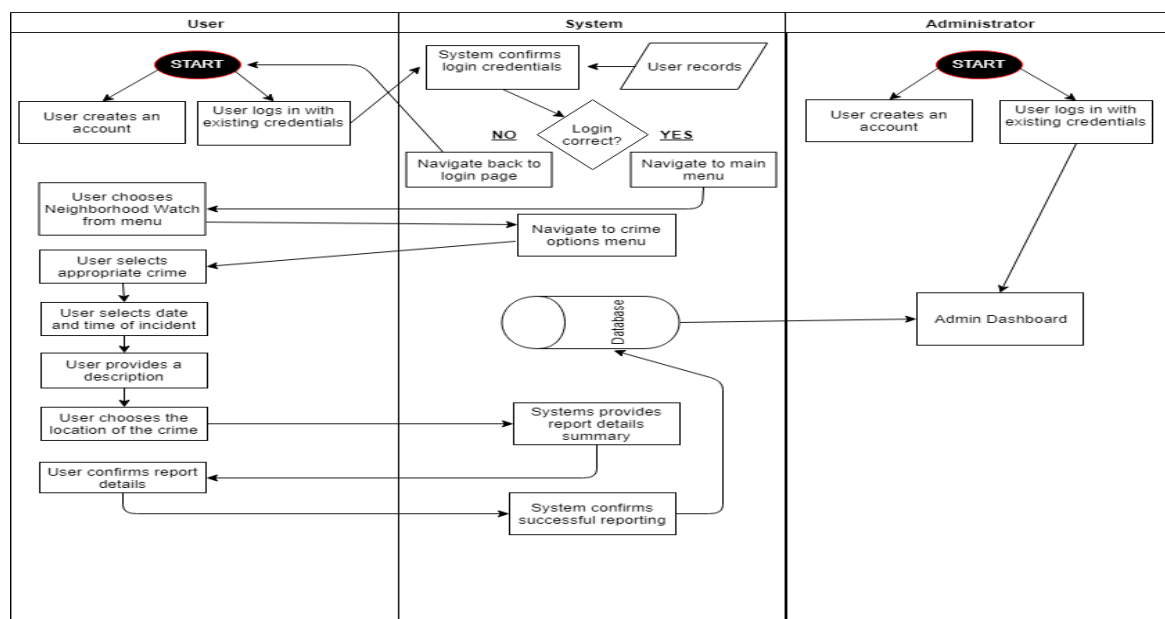 User
System
Administrator
START
User creates an
account
User logs in with
existing credentials
System confirms
login credentials
User records
Login
correct?
NO
YES
Navigate back to
login page
Navigate to main
menu
START
User creates an
account
User logs in with
existing credentials
User chooses
Neighborhood Watch
from menu
Navigate to crime
options menu
User selects
appropriate crime
User selects date
and time of incident
Database
Admin Dashboard
User provides a
description
User chooses the
location of the crime
Systems provides
report details
summary
User confirms report
details
System confirms
successful reporting